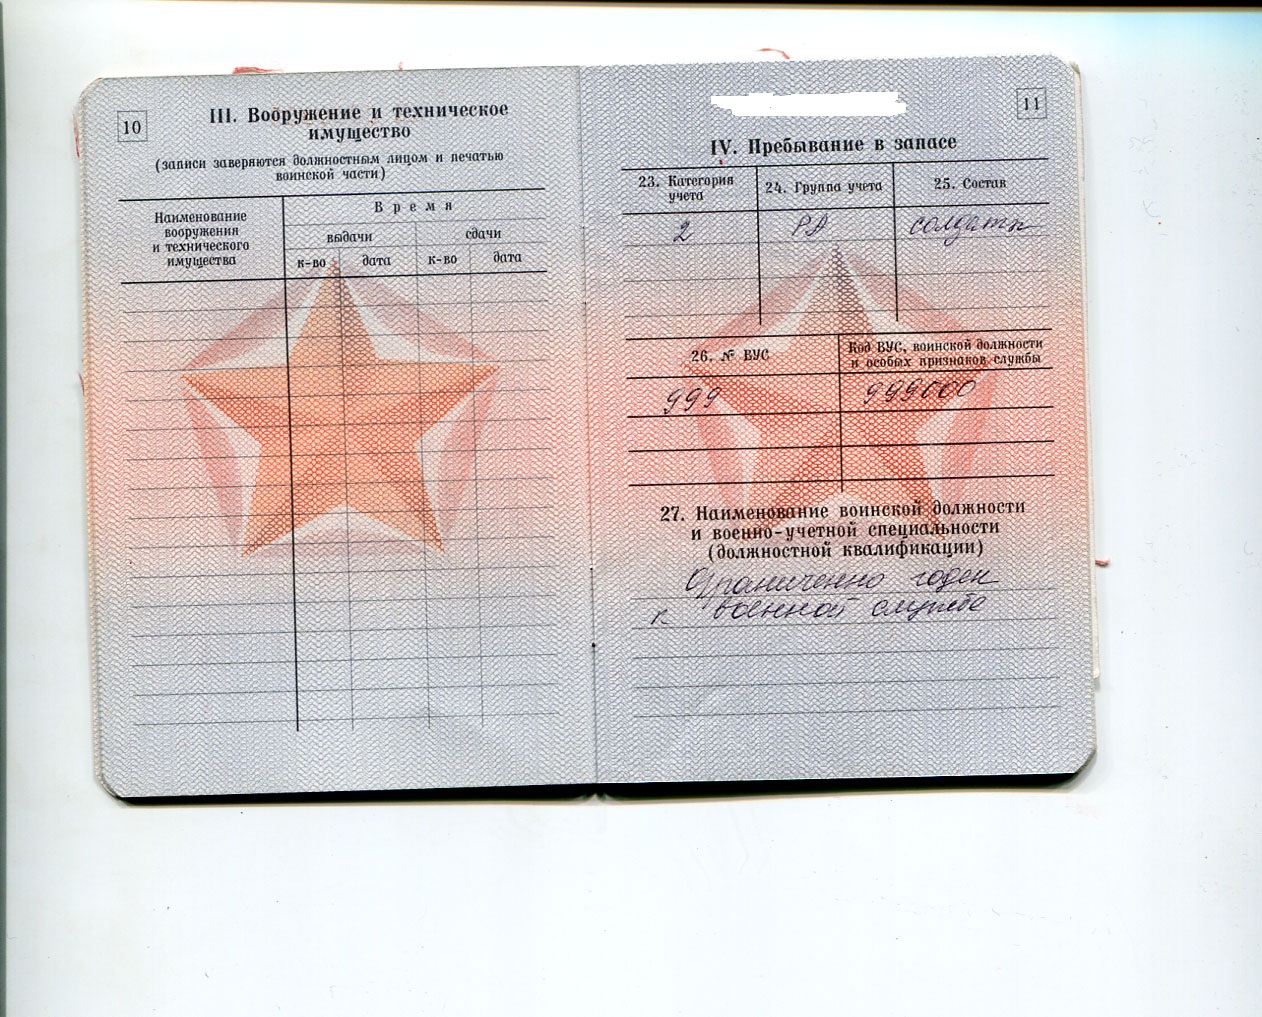 10
III. Вооружение и техническое
имущество
(записи заверяются должностным лицом и печатью
воинской части)
Наименование
вооружения
и технического
имущества
Время
выдачи
сдачи
к-во
дата
к-во
дата
11
IV. Пребывание в запасе
23. Категория
учета
24. Группа учета
25. Состав
2
РА
солдаты
26. № ВУС
Код ВУС, воинской должности
и особых признаков службы
999
999000
27. Наименование воинской должности
и военно-учетной специальности
(должностной квалификации)
Ограниченно годен
к военной службе